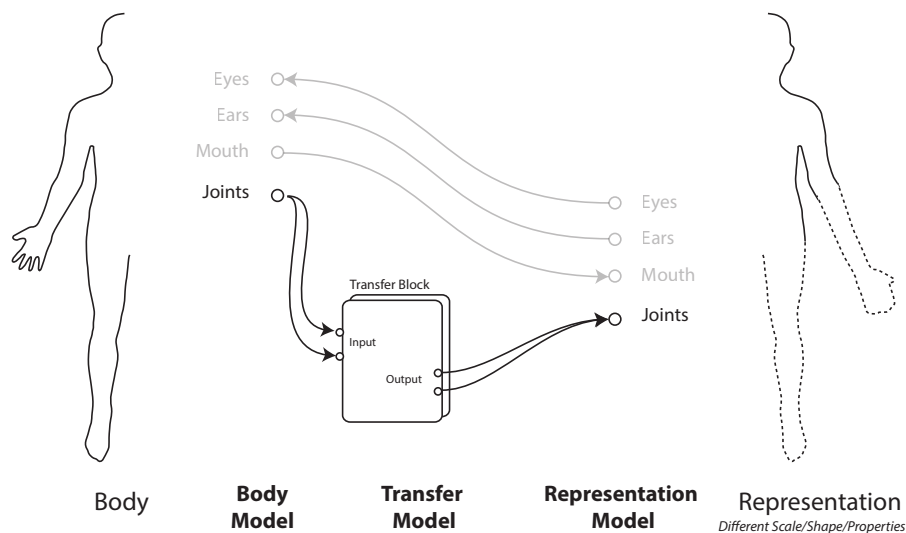 Eyes
Ears
Mouth
Joints
Eyes
Ears
Mouth
Joints
Transfer Block
Input
Output
Body
Body
Model
Transfer
Model
Representation
Model
Representation
Different Scale/Shape/Properties